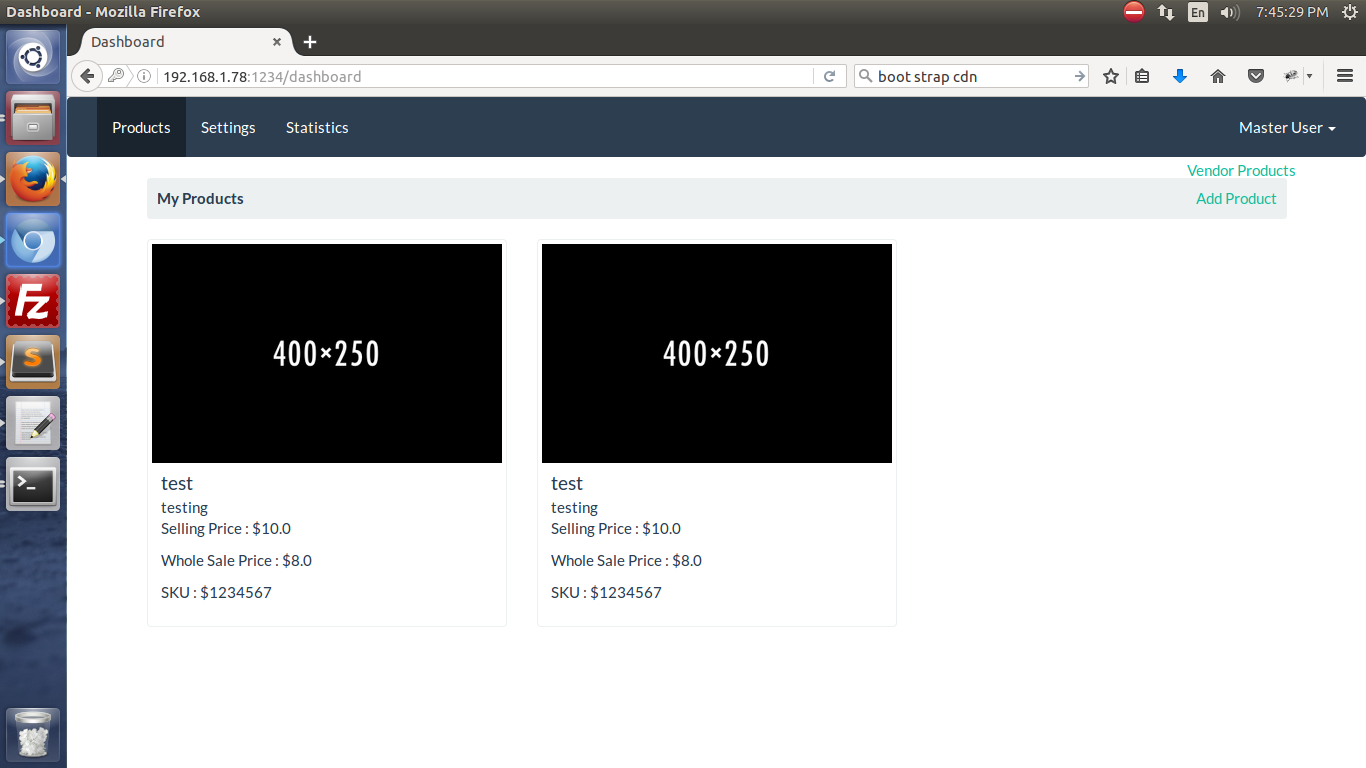 Dashboard - Mozilla Firefox
En
7:45:29 PM
Dashboard
192.168.1.78:1234/dashboard
boot strap cdn
Products Settings Statistics Master User
Vendor Products
My Products Add Product
400×250 400×250
test test
testing testing
Selling Price : $10.0 Selling Price : $10.0
Whole Sale Price : $8.0 Whole Sale Price : $8.0
SKU : $1234567 SKU : $1234567
Fz
S
>_